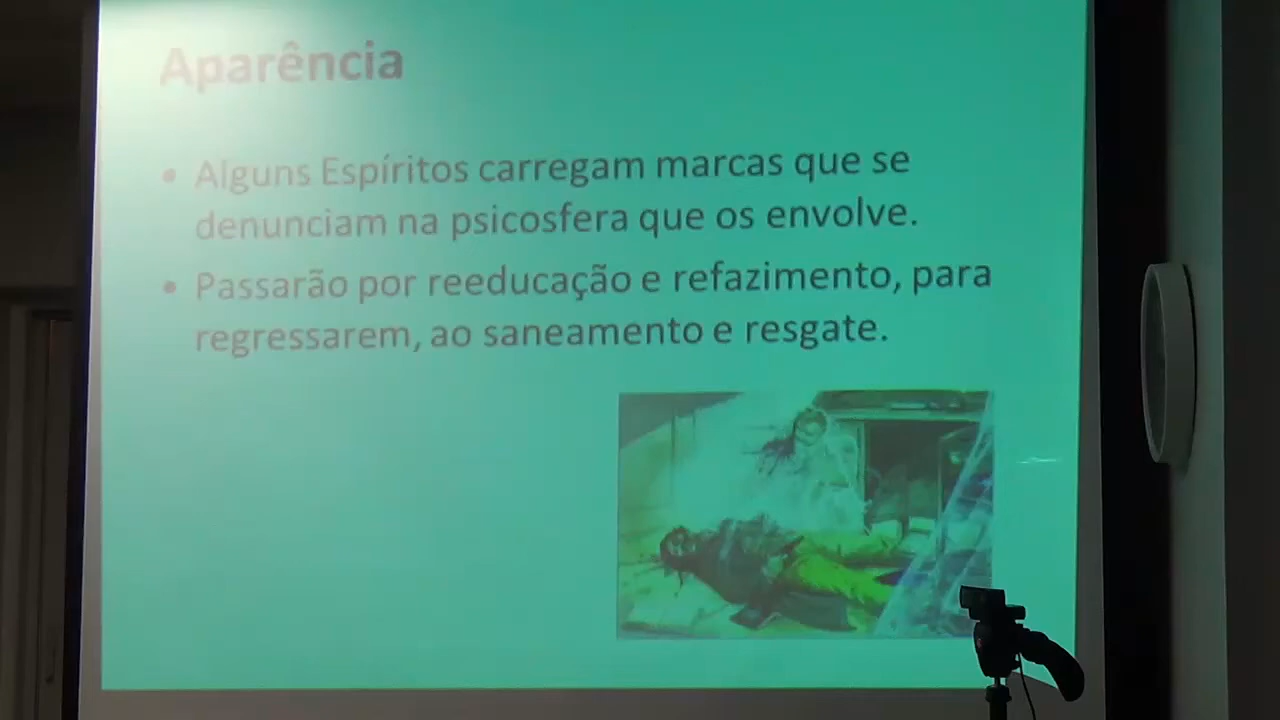 Aparência
• Alguns Espíritos carregam marcas que se
denunciam na psicosfera que os envolve.
• Passarão por reeducação e refazimento, para
regressarem, ao saneamento e resgate.